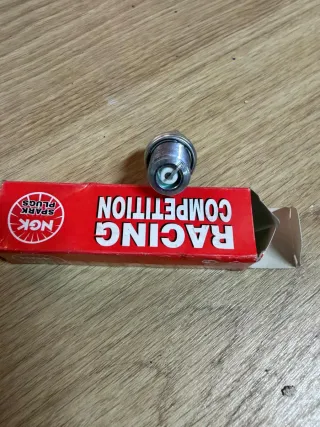 RACING
COMPETITION
NGK
SPARK
PLUGS